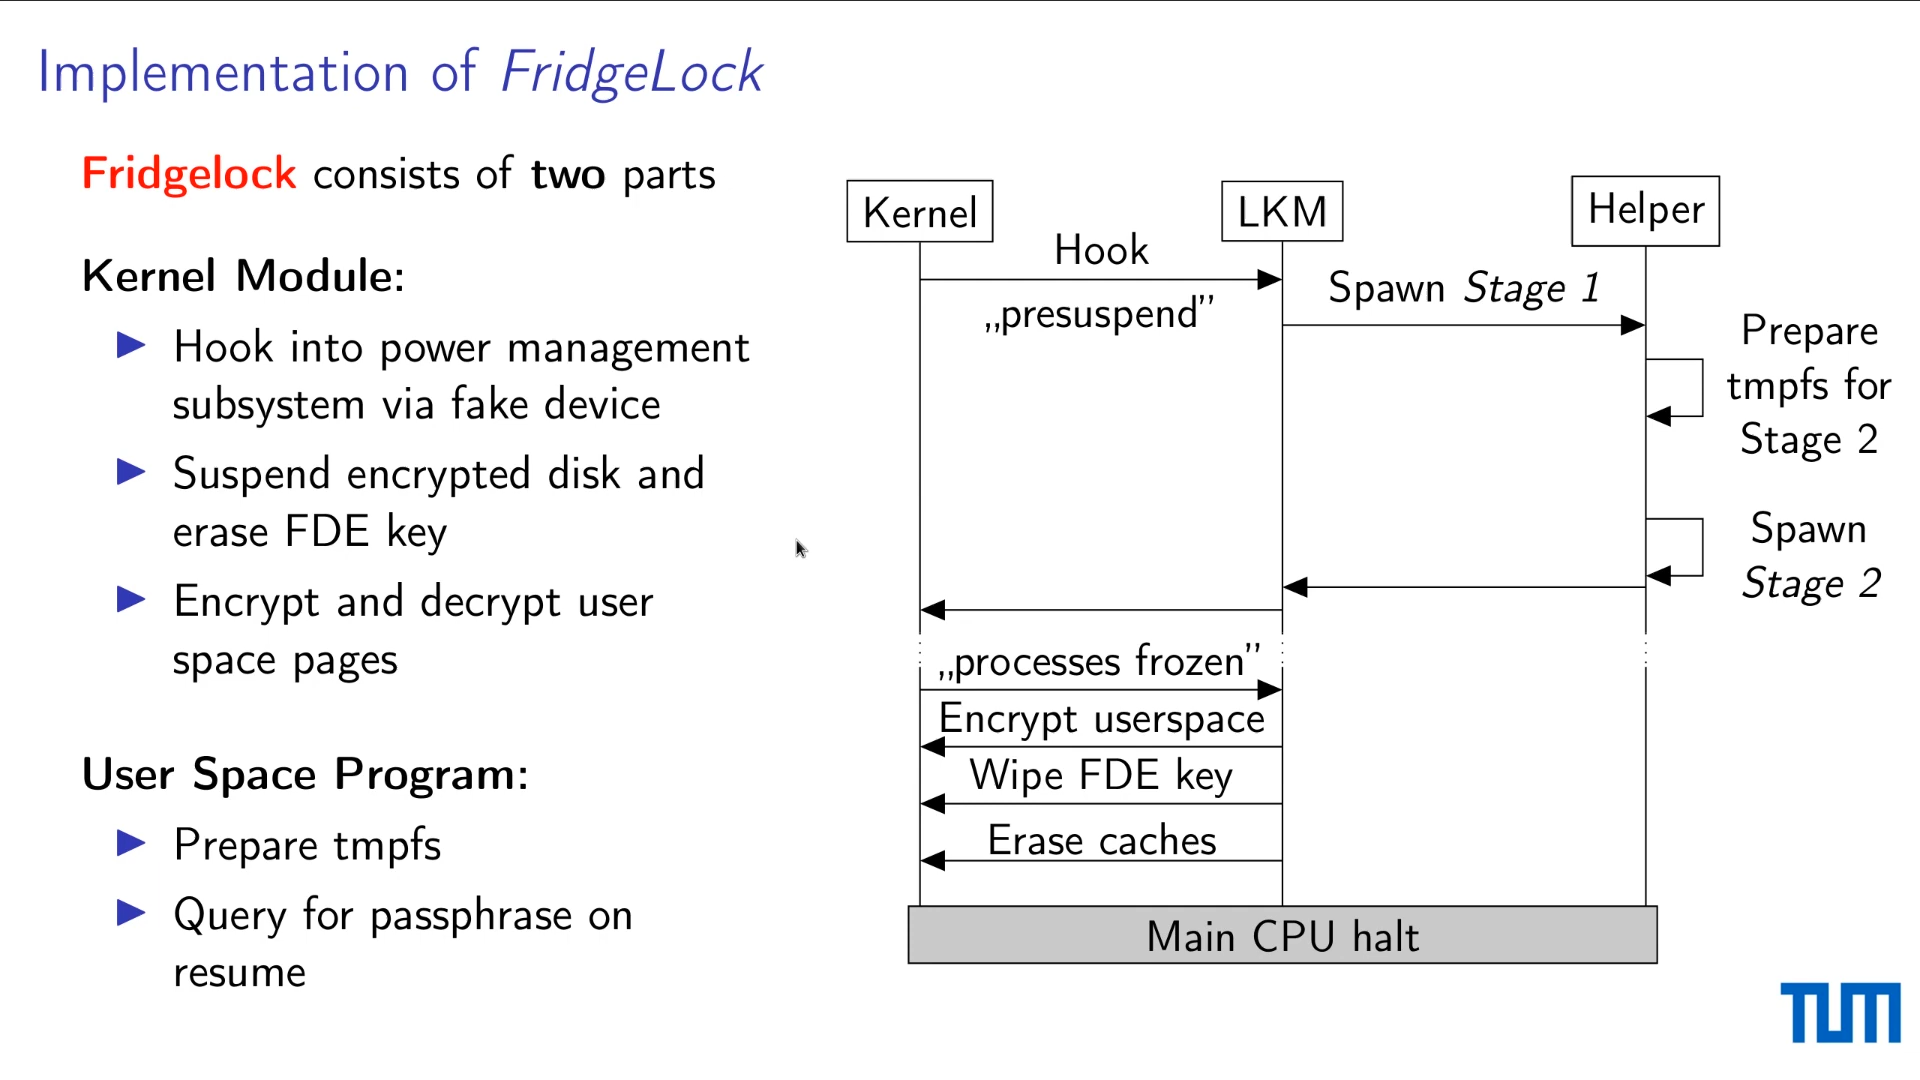 Implementation of FridgeLock
Fridgelock consists of two parts
Kernel Module:
Hook into power management
subsystem via fake device
Suspend encrypted disk and
erase FDE key
Encrypt and decrypt user
space pages
User Space Program:
Prepare tmpfs
Query for passphrase on
resume
Kernel
LKM
Helper
Hook
„presuspend”
Spawn Stage 1
Prepare
tmpfs for
Stage 2
Spawn
Stage 2
„processes frozen”
Encrypt userspace
Wipe FDE key
Erase caches
Main CPU halt
TUM